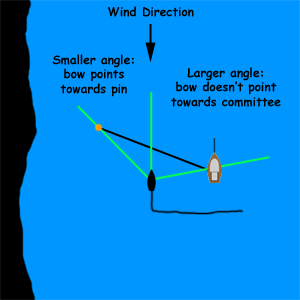 Wind Direction
Smaller angle:
bow points
towards pin
Larger angle:
bow doesn't point
towards committee